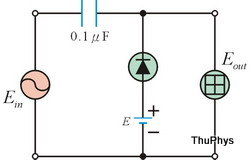 0.1 μF
E_in
E_out
E
+
−
ThuPhys